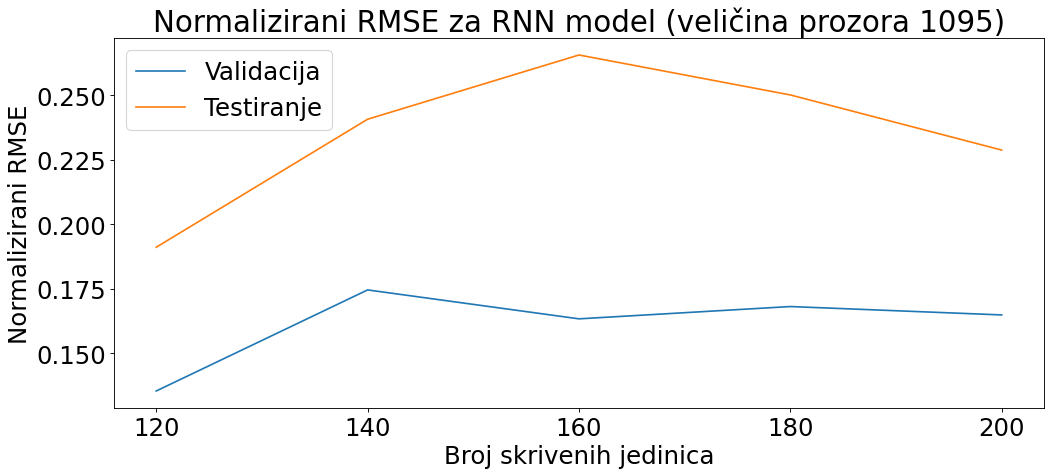 Normalizirani RMSE za RNN model (veličina prozora 1095)
Validacija
Testiranje
Normalizirani RMSE
0.250
0.225
0.200
0.175
0.150
120 140 160 180 200
Broj skrivenih jedinica